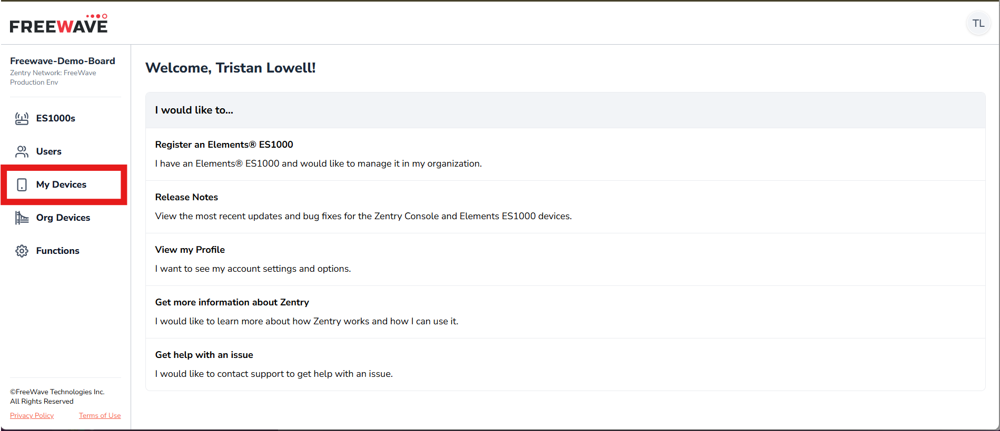 FREEWAVE
TL
Freewave-Demo-Board
Zentry Network: FreeWave
Production Env
ES1000s
Users
My Devices
Org Devices
Functions
©FreeWave Technologies Inc.
All Rights Reserved
Privacy Policy
Terms of Use
Welcome, Tristan Lowell!
I would like to...
Register an Elements® ES1000
I have an Elements® ES1000 and would like to manage it in my organization.
Release Notes
View the most recent updates and bug fixes for the Zentry Console and Elements ES1000 devices.
View my Profile
I want to see my account settings and options.
Get more information about Zentry
I would like to learn more about how Zentry works and how I can use it.
Get help with an issue
I would like to contact support to get help with an issue.